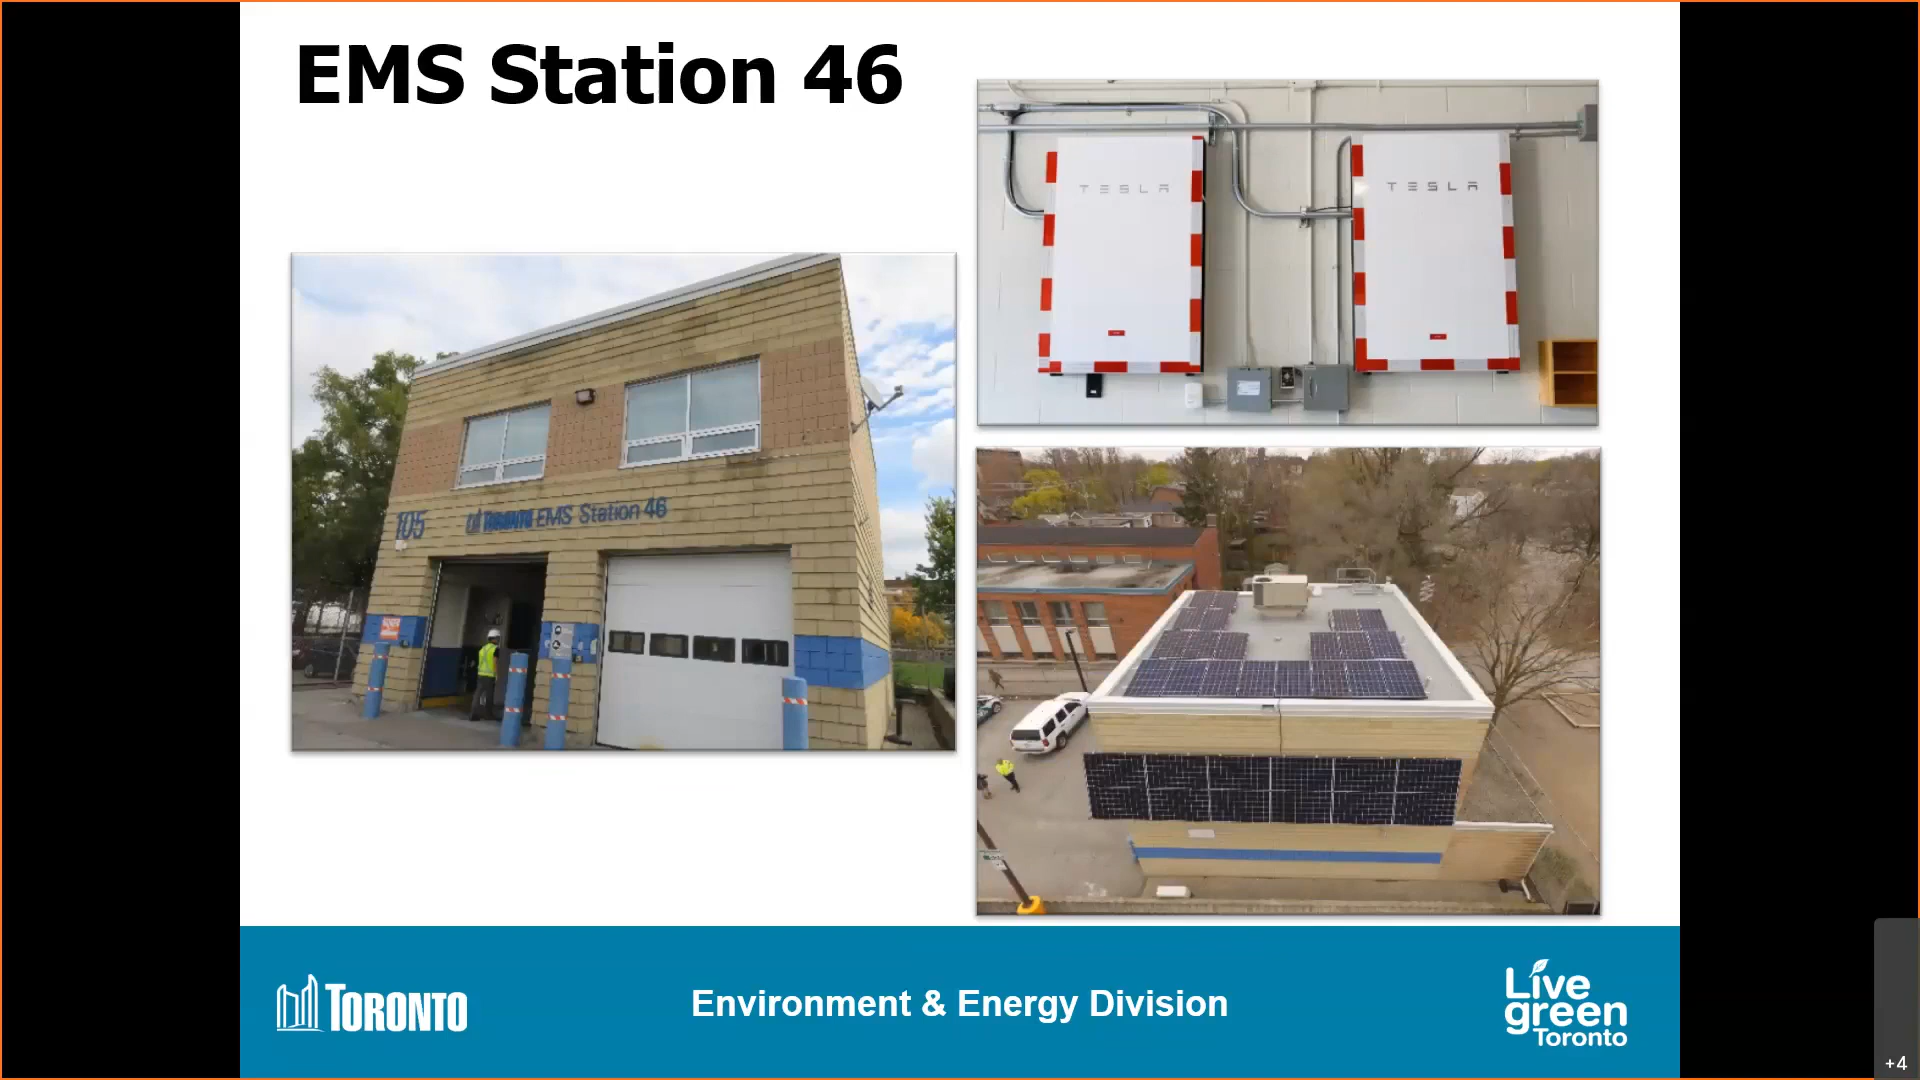 EMS Station 46
TESLA
TESLA
105
TORONTO EMS Station 46
TORONTO
Environment & Energy Division
Live
green
Toronto
+4